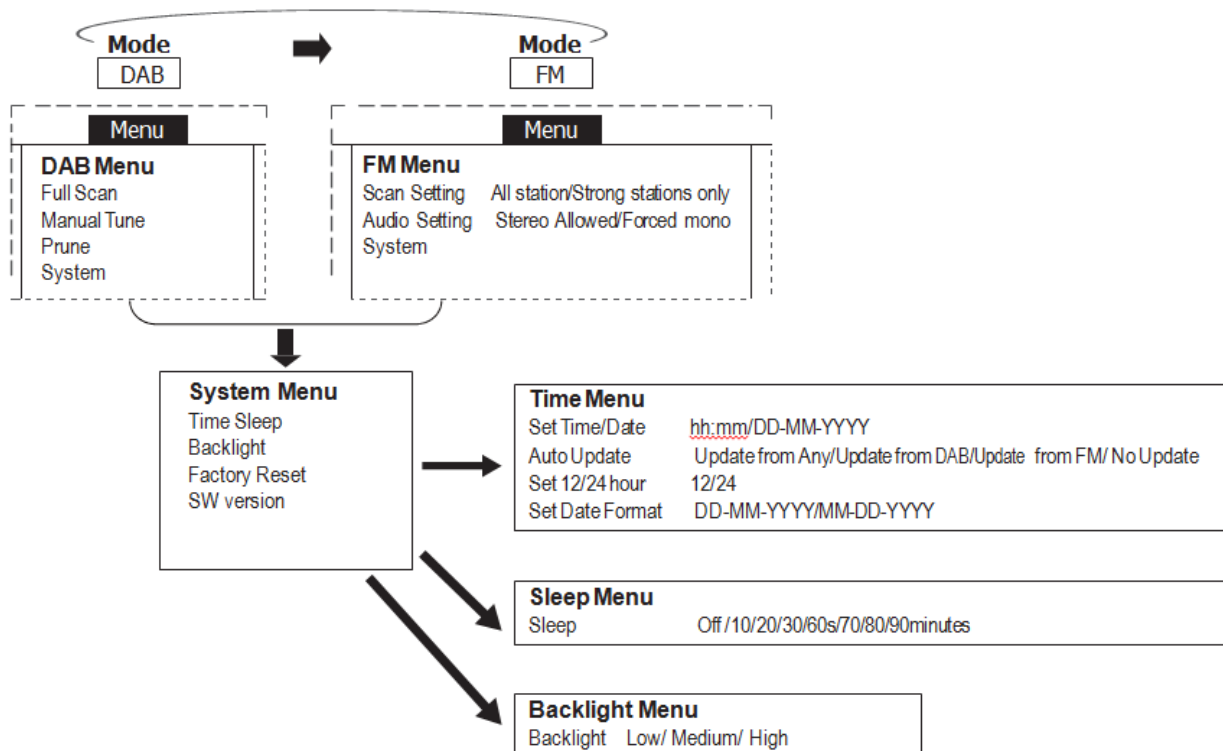 Mode
DAB
Mode
FM
Menu
DAB Menu
Full Scan
Manual Tune
Prune
System
Menu
FM Menu
Scan Setting All station/Strong stations only
Audio Setting Stereo Allowed/Forced mono
System
System Menu
Time Sleep
Backlight
Factory Reset
SW version
Time Menu
Set Time/Date hh:mm/DD-MM-YYYY
Auto Update Update from Any/Update from DAB/Update from FM/ No Update
Set 12/24 hour 12/24
Set Date Format DD-MM-YYYY/MM-DD-YYYY
Sleep Menu
Sleep Off /10/20/30/60s/70/80/90minutes
Backlight Menu
Backlight Low/ Medium/ High